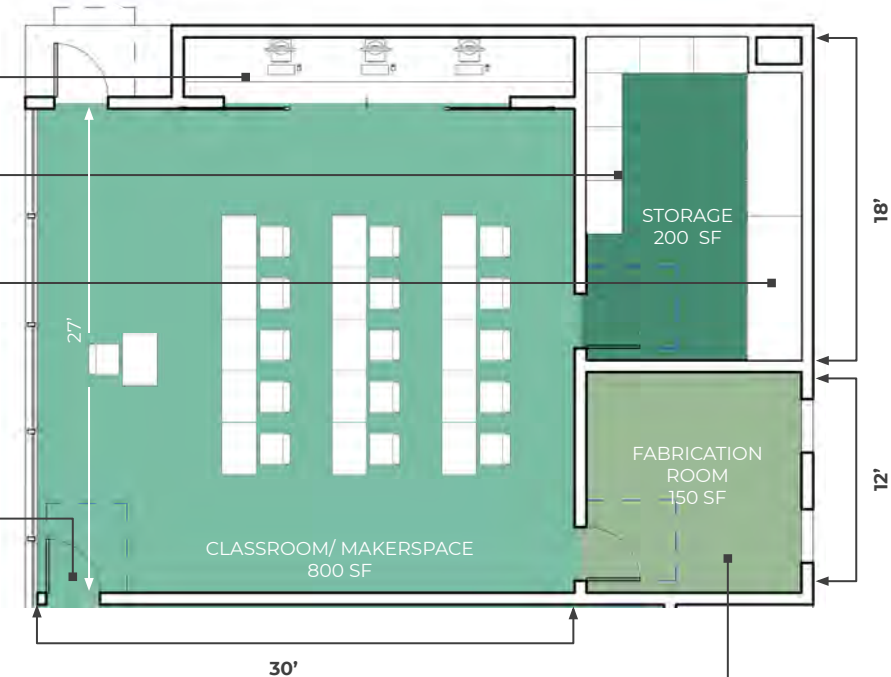 STORAGE
200 SF
18'
27'
FABRICATION
ROOM
150 SF
12'
CLASSROOM/ MAKERSPACE
800 SF
30'